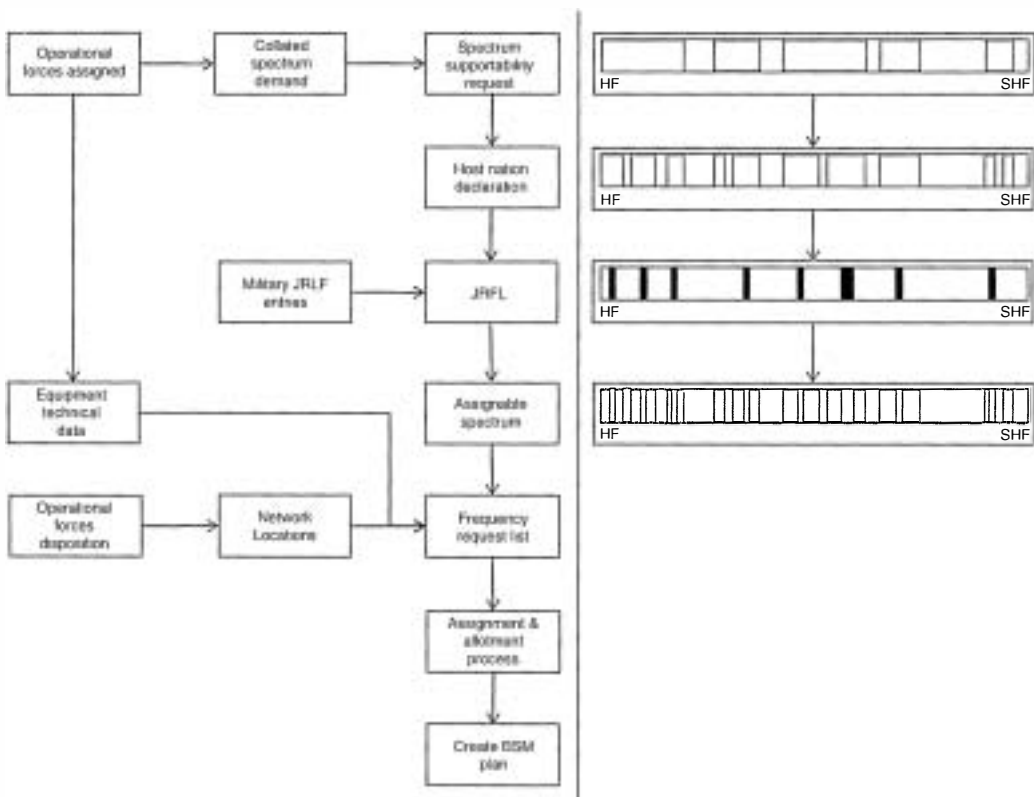 Operational
forces assigned
Collated
spectrum
demand
Spectrum
supportability
request
Host nation
declaration
Military JRLF
entries
JRFL
Equipment
technical
data
Assignable
spectrum
Operational
forces
disposition
Network
Locations
Frequency
request list
Assignment &
allotment
process
Create BSM
plan
HF
SHF
HF
SHF
HF
SHF
HF
SHF